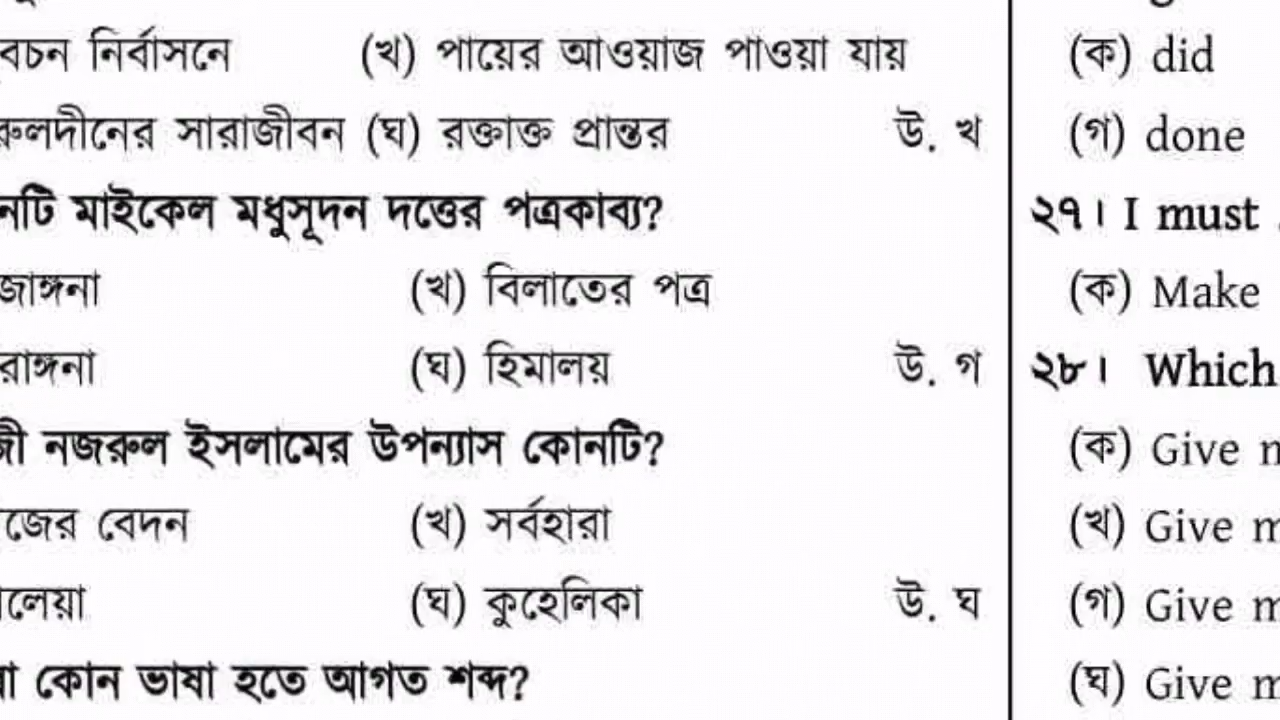 বচন নির্বাসনে (খ) পায়ের আওয়াজ পাওয়া যায়
রুলদীনের সারাজীবন (ঘ) রক্তাক্ত প্রান্তর উ. খ
নটি মাইকেল মধুসূদন দত্তের পত্রকাব্য?
জাঙ্গনা (খ) বিলাতের পত্র
রাঙ্গনা (ঘ) হিমালয় উ. গ
জী নজরুল ইসলামের উপন্যাস কোনটি?
জের বেদন (খ) সর্বহারা
লেয়া (ঘ) কুহেলিকা উ. ঘ
কোন ভাষা হতে আগত শব্দ?
(ক) did
(গ) done
২৭। I must
(ক) Make
২৮। Which
(ক) Give
(খ) Give
(গ) Give
(ঘ) Give